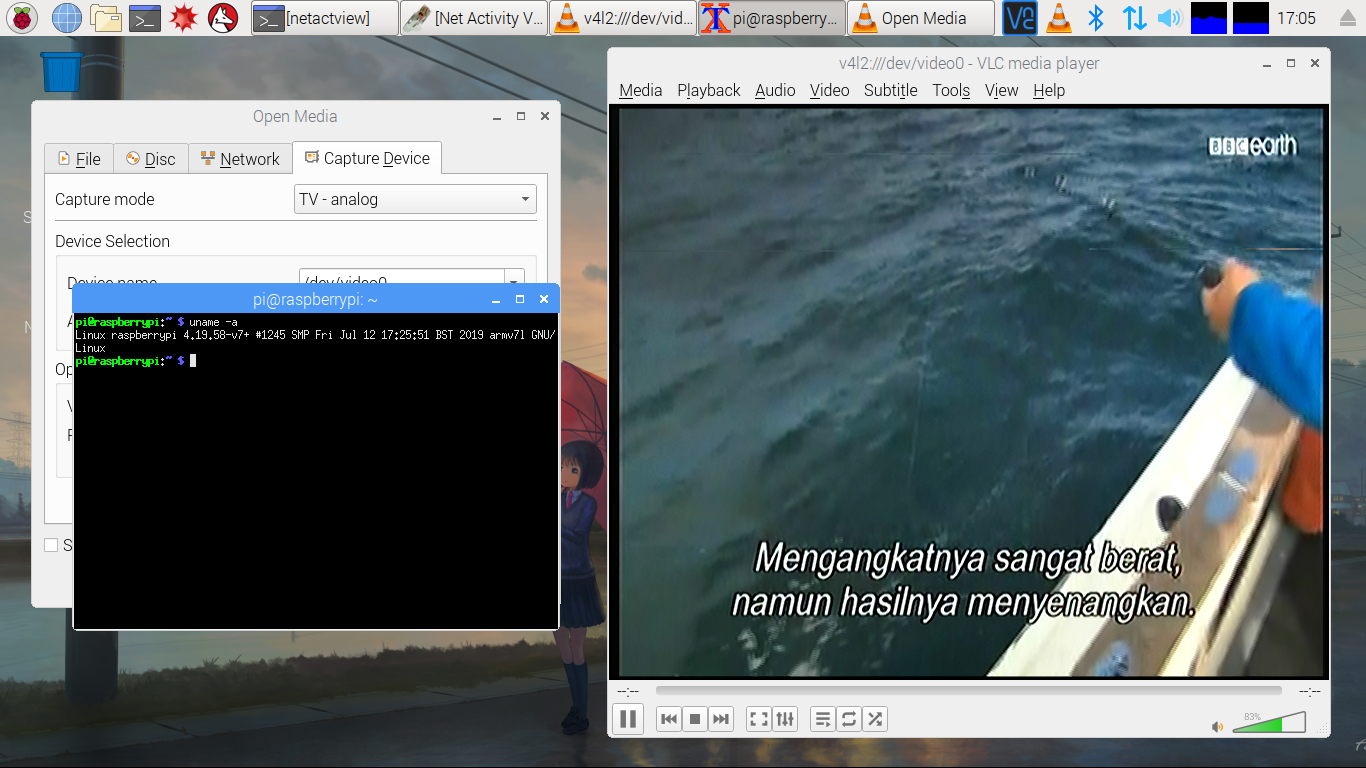 [netactview]
[Net Activity V...
v4l2:///dev/vid...
pi@raspberry...
Open Media
17:05
v4l2:///dev/video0 - VLC media player
Media Playback Audio Video Subtitle Tools View Help
BBC earth
Mengangkatnya sangat berat,
namun hasilnya menyenangkan.
--:-- --:--
83%
Open Media
File Disc Network Capture Device
Capture mode TV - analog
Device Selection
Device name /dev/video0
pi@raspberrypi: ~
pi@raspberrypi:~ $ uname -a
Linux raspberrypi 4.19.58-v7+ #1245 SMP Fri Jul 12 17:25:51 BST 2019 armv7l GNU/
Linux
pi@raspberrypi:~ $